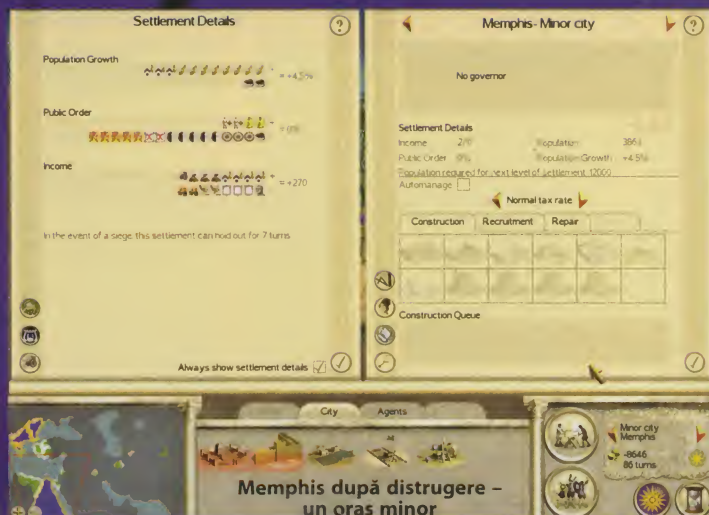 Settlement Details
?
Population Growth
= +4.5%
Public Order
= 0%
Income
= +270
In the event of a siege this settlement can hold out for 7 turns
Always show settlement details
Memphis- Minor city
?
No governor
Settlement Details
Income
Population
Public Order 0%
Population Growth +4.5%
Population required for next level of settlement 12000
Automanage
Normal tax rate
Construction
Recruitment
Repair
Construction Queue
City
Agents
Minor city
Memphis
-8646
86 turns
Memphis după distrugere –
un oraș minor